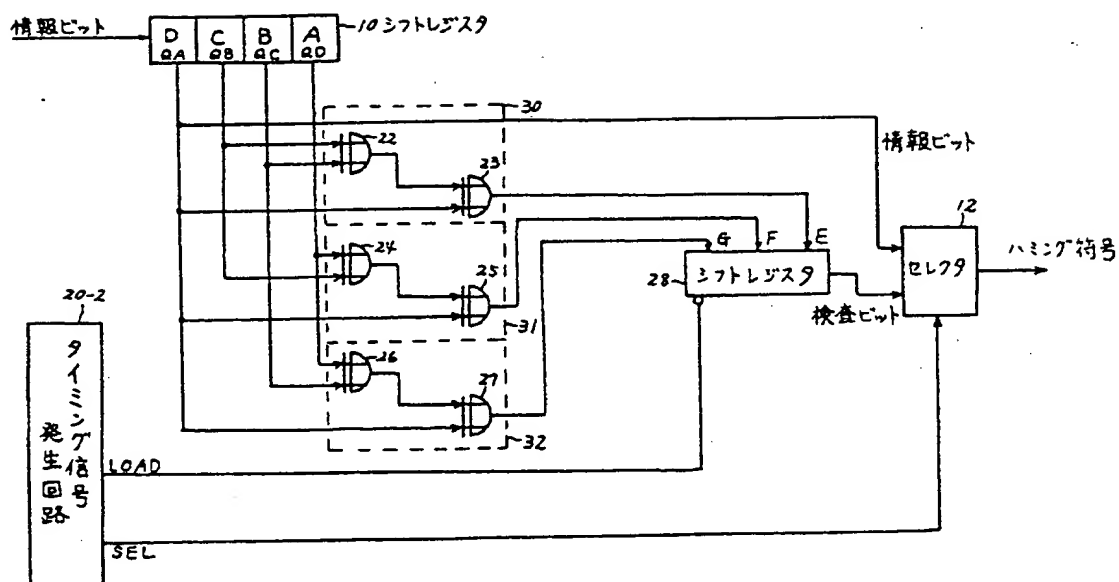 情報ビット
D C B A
QA QB QC QD
10 シフトレジスタ
30
22
23
情報ビット
12
セレクタ
ハミング符号
24
25
G F E
28
シフトレジスタ
検査ビット
31
20-2
タイミング信号
発生回路
26
27
32
LOAD
SEL